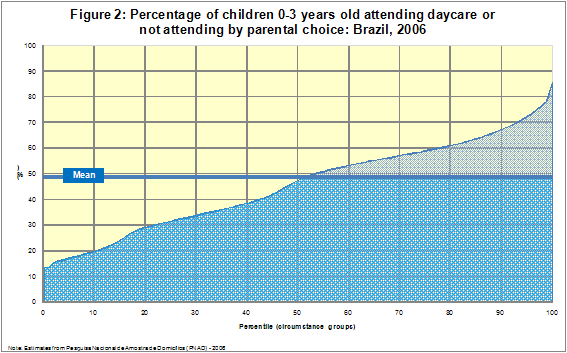 Figure 2: Percentage of children 0-3 years old attending daycare or
not attending by parental choice: Brazil, 2006
100
90
80
70
60
50
40
30
20
10
0
(%)
Mean
0 10 20 30 40 50 60 70 80 90 100
Percentile (circumstance groups)
Note: Estimates from Pesquisa Nacional de Amostra de Domicilios (PNAD) - 2006